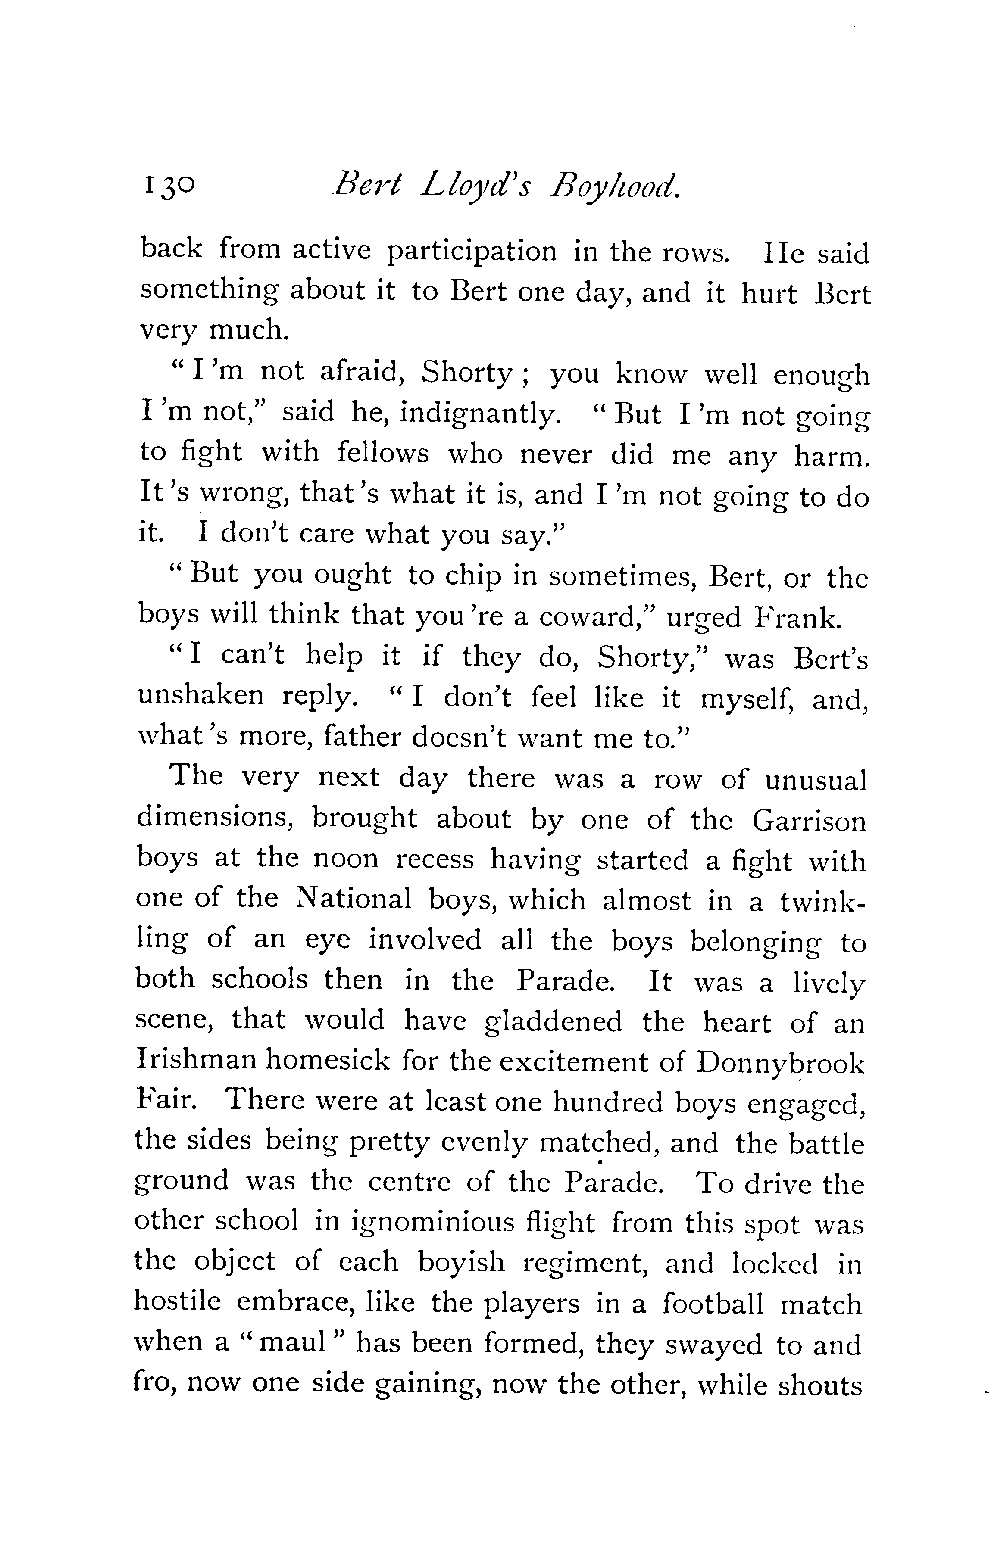 130 Bert Lloyd's Boyhood.
back from active participation in the rows. He said
something about it to Bert one day, and it hurt Bert
very much.
“ I 'm not afraid, Shorty ; you know well enough
I 'm not,” said he, indignantly. “ But I 'm not going
to fight with fellows who never did me any harm.
It 's wrong, that 's what it is, and I 'm not going to do
it. I don't care what you say.”
“ But you ought to chip in sometimes, Bert, or the
boys will think that you 're a coward,” urged Frank.
“ I can't help it if they do, Shorty,” was Bert's
unshaken reply. “ I don't feel like it myself, and,
what 's more, father doesn't want me to.”
The very next day there was a row of unusual
dimensions, brought about by one of the Garrison
boys at the noon recess having started a fight with
one of the National boys, which almost in a twink-
ling of an eye involved all the boys belonging to
both schools then in the Parade. It was a lively
scene, that would have gladdened the heart of an
Irishman homesick for the excitement of Donnybrook
Fair. There were at least one hundred boys engaged,
the sides being pretty evenly matched, and the battle
ground was the centre of the Parade. To drive the
other school in ignominious flight from this spot was
the object of each boyish regiment, and locked in
hostile embrace, like the players in a football match
when a “ maul ” has been formed, they swayed to and
fro, now one side gaining, now the other, while shouts